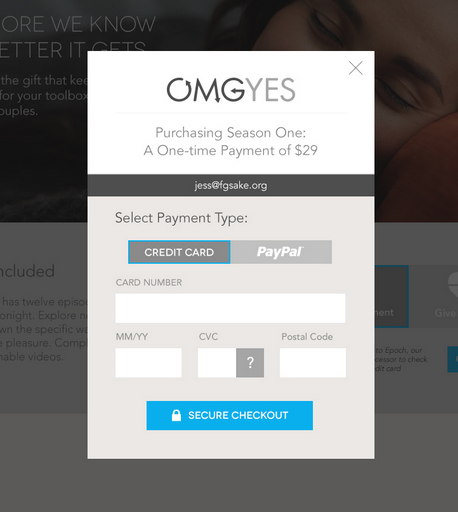 ORE WE KNOW
ETTER IT GETS
the gift that kee
for your toolbox
ouples.
OMGYES
Purchasing Season One:
A One-time Payment of $29
jess@fgsake.org
Select Payment Type:
CREDIT CARD PayPal
CARD NUMBER
MM/YY CVC Postal Code
?
SECURE CHECKOUT
ncluded
has twelve episo
onight. Explore n
wn the specific wa
e pleasure. Comp
nable videos.
ment
Give
to Epoch, our
cessor to check
dit card